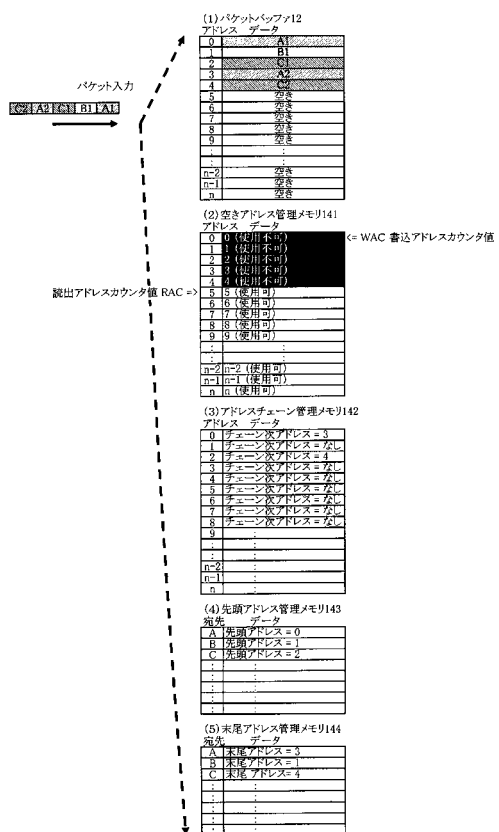 (1)パケットバッファ12
アドレス データ
0 A1
1 B1
2 C1
3 A2
4 C2
5 空き
6 空き
7 空き
8 空き
9 空き
: :
: :
n-2 空き
n-1 空き
n 空き
パケット入力
C2 A2 C1 B1 A1
(2)空きアドレス管理メモリ141
アドレス データ
0 0 (使用不可) <= WAC 書込アドレスカウンタ値
1 1 (使用不可)
2 2 (使用不可)
3 3 (使用不可)
4 4 (使用不可)
読出アドレスカウンタ値 RAC => 5 5 (使用可)
6 6 (使用可)
7 7 (使用可)
8 8 (使用可)
9 9 (使用可)
: :
: :
n-2 n-2 (使用可)
n-1 n-1 (使用可)
n n (使用可)
(3)アドレスチェーン管理メモリ142
アドレス データ
0 チェーン次アドレス = 3
1 チェーン次アドレス = なし
2 チェーン次アドレス = 4
3 チェーン次アドレス = なし
4 チェーン次アドレス = なし
5 チェーン次アドレス = なし
6 チェーン次アドレス = なし
7 チェーン次アドレス = なし
8 チェーン次アドレス = なし
9 :
: :
: :
n-2 :
n-1 :
n :
(4)先頭アドレス管理メモリ143
宛先 データ
A 先頭アドレス = 0
B 先頭アドレス = 1
C 先頭アドレス = 2
: :
: :
: :
: :
: :
(5)末尾アドレス管理メモリ144
宛先 データ
A 末尾アドレス = 3
B 末尾アドレス = 1
C 末尾 アドレス= 4
: :
: :
: :
: :
: :